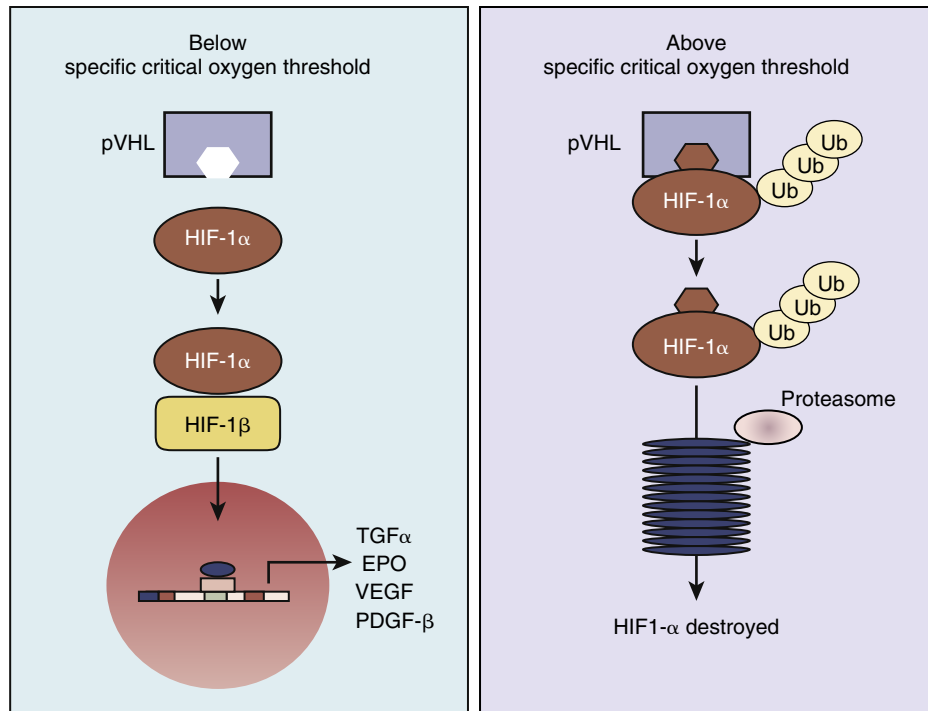 Below
specific critical oxygen threshold
pVHL
HIF-1α
HIF-1α
HIF-1β
TGFα
EPO
VEGF
PDGF-β
Above
specific critical oxygen threshold
pVHL
HIF-1α
Ub
Ub
Ub
HIF-1α
Ub
Ub
Ub
Proteasome
HIF1-α destroyed